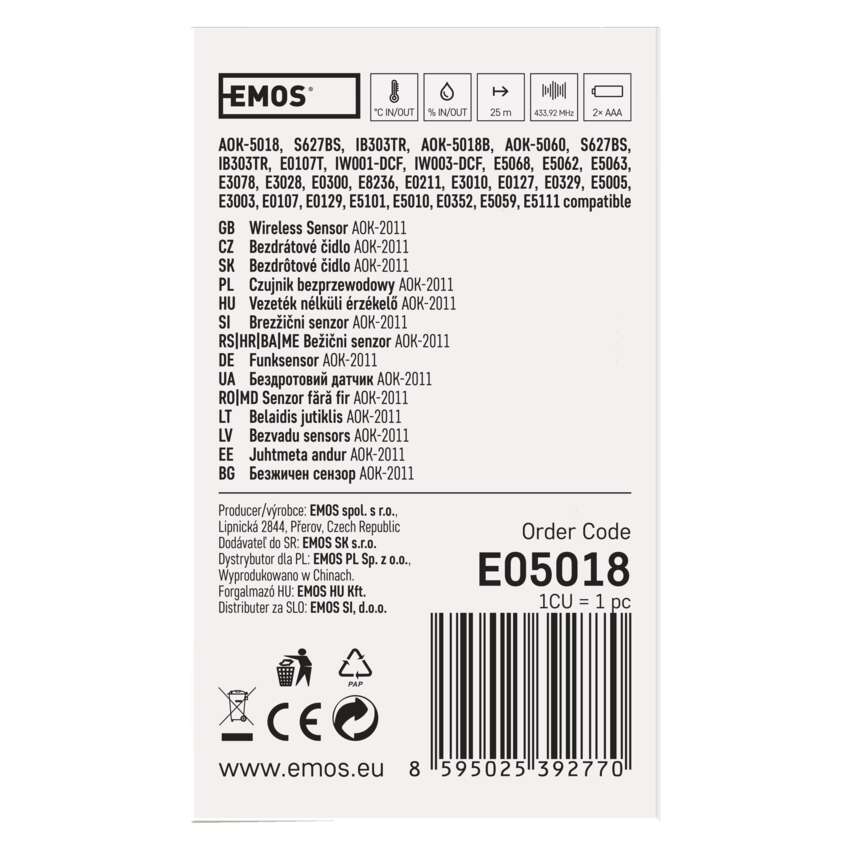 EMOS®
°C IN/OUT
% IN/OUT
25 m
433,92 MHz
2× AAA
AOK-5018, S627BS, IB303TR, AOK-5018B, AOK-5060, S627BS,
IB303TR, E0107T, IW001-DCF, IW003-DCF, E5068, E5062, E5063,
E3078, E3028, E0300, E8236, E0211, E3010, E0127, E0329, E5005,
E3003, E0107, E0129, E5101, E5010, E0352, E5059, E5111 compatible
GB Wireless Sensor AOK-2011
CZ Bezdrátové čidlo AOK-2011
SK Bezdrôtové čidlo AOK-2011
PL Czujnik bezprzewodowy AOK-2011
HU Vezeték nélküli érzékelő AOK-2011
SI Brezžični senzor AOK-2011
RS|HR|BA|ME Bežični senzor AOK-2011
DE Funksensor AOK-2011
UA Бездротовий датчик AOK-2011
RO|MD Senzor fără fir AOK-2011
LT Belaidis jutiklis AOK-2011
LV Bezvadu sensors AOK-2011
EE Juhtmeta andur AOK-2011
BG Безжичен сензор AOK-2011
Producer/výrobce: EMOS spol. s r.o.,
Lipnická 2844, Přerov, Czech Republic
Dodávateľ do SR: EMOS SK s.r.o.
Dystrybutor dla PL: EMOS PL Sp. z o.o.,
Wyprodukowano w Chinach.
Forgalmazó HU: EMOS HU Kft.
Distributer za SLO: EMOS SI, d.o.o.
Order Code
E05018
1CU = 1 pc
PAP
CE
www.emos.eu
8 595025 392770